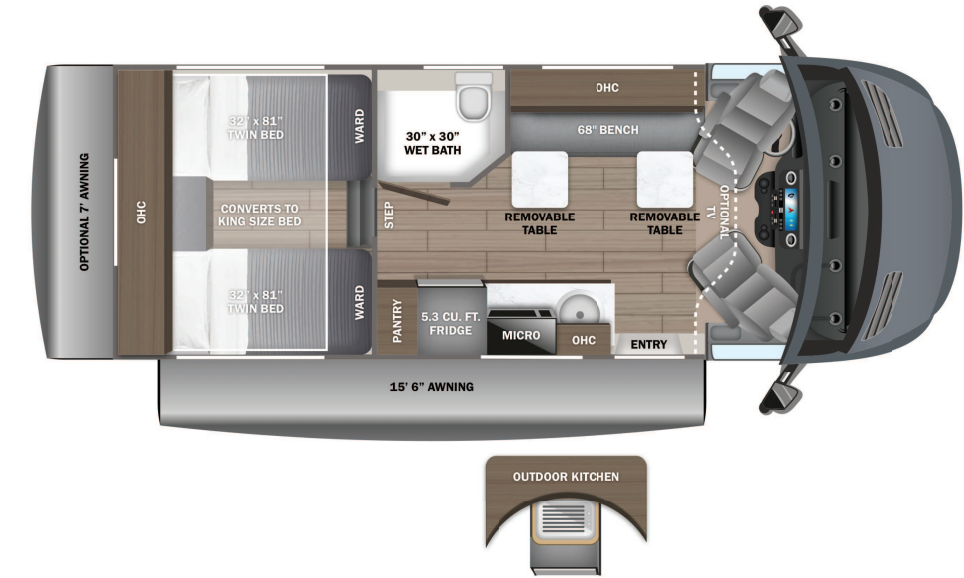 OPTIONAL 7' AWNING
OHC
32" x 81"
TWIN BED
WARD
CONVERTS TO
KING SIZE BED
32" x 81"
TWIN BED
WARD
30" x 30"
WET BATH
STEP
OHC
68" BENCH
REMOVABLE
TABLE
REMOVABLE
TABLE
OPTIONAL
TV
PANTRY
5.3 CU. FT.
FRIDGE
MICRO
OHC
ENTRY
15' 6" AWNING
OUTDOOR KITCHEN